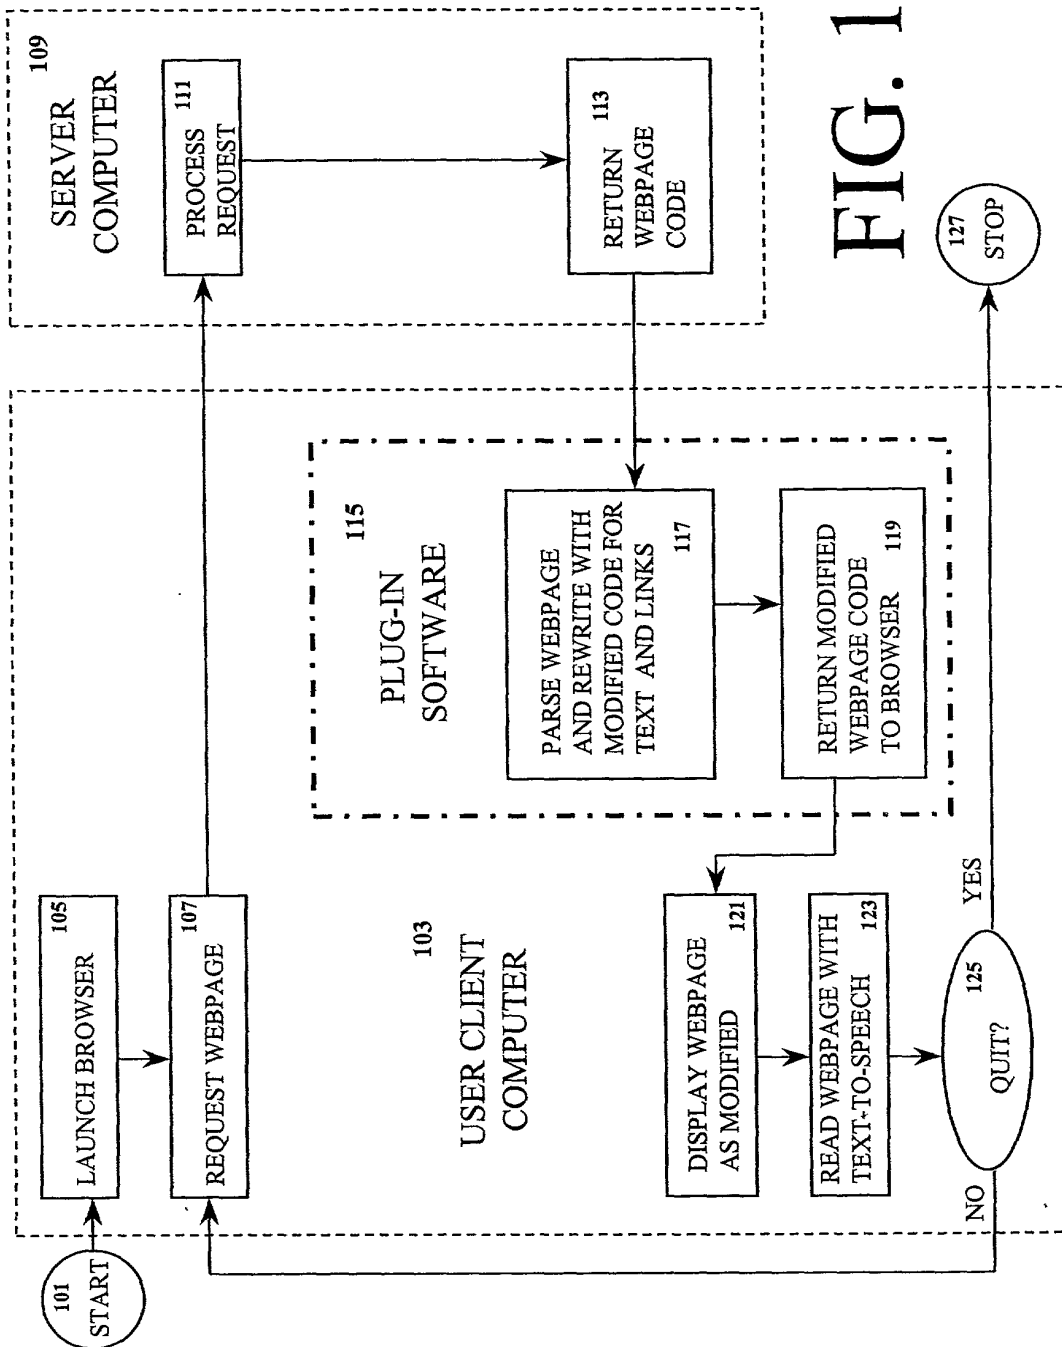 101
START
105
LAUNCH BROWSER
107
REQUEST WEBPAGE
103
USER CLIENT
COMPUTER
109
SERVER
COMPUTER
111
PROCESS
REQUEST
113
RETURN
WEBPAGE
CODE
115
PLUG-IN
SOFTWARE
PARSE WEBPAGE
AND REWRITE WITH
MODIFIED CODE FOR
TEXT AND LINKS
117
RETURN MODIFIED
WEBPAGE CODE
TO BROWSER
119
DISPLAY WEBPAGE
AS MODIFIED
121
READ WEBPAGE WITH
TEXT-TO-SPEECH
123
125
QUIT?
NO
YES
127
STOP
FIG. 1